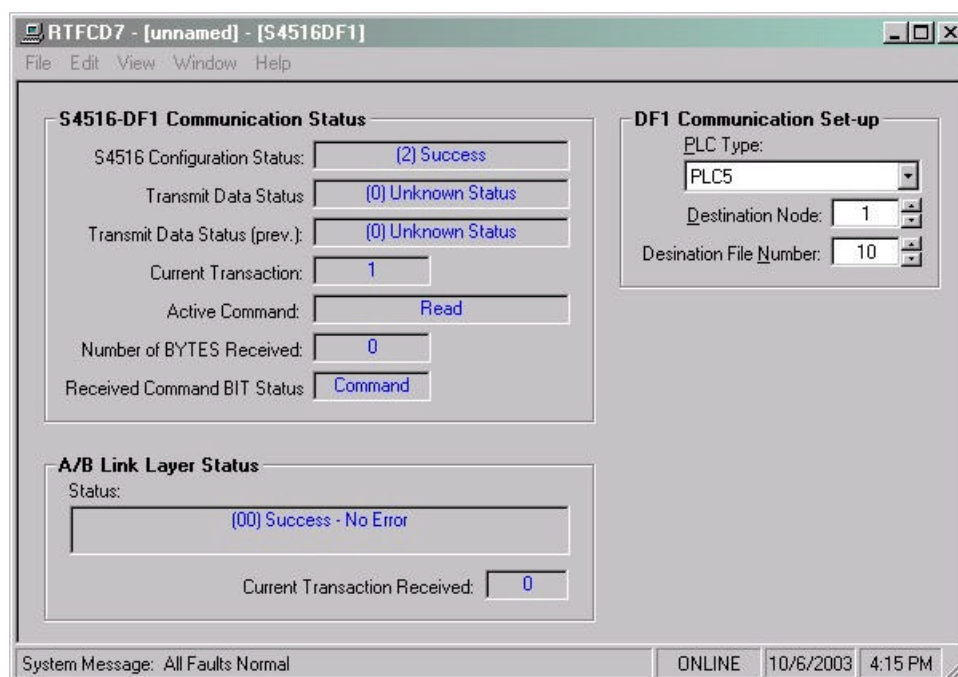 RTFCD7 - [unnamed] - [S4516DF1]
File Edit View Window Help
S4516-DF1 Communication Status
S4516 Configuration Status: (2) Success
Transmit Data Status (0) Unknown Status
Transmit Data Status (prev.): (0) Unknown Status
Current Transaction: 1
Active Command: Read
Number of BYTES Received: 0
Received Command BIT Status Command
DF1 Communication Set-up
PLC Type:
PLC5
Destination Node: 1
Desination File Number: 10
A/B Link Layer Status
Status:
(00) Success - No Error
Current Transaction Received: 0
System Message: All Faults Normal ONLINE 10/6/2003 4:15 PM